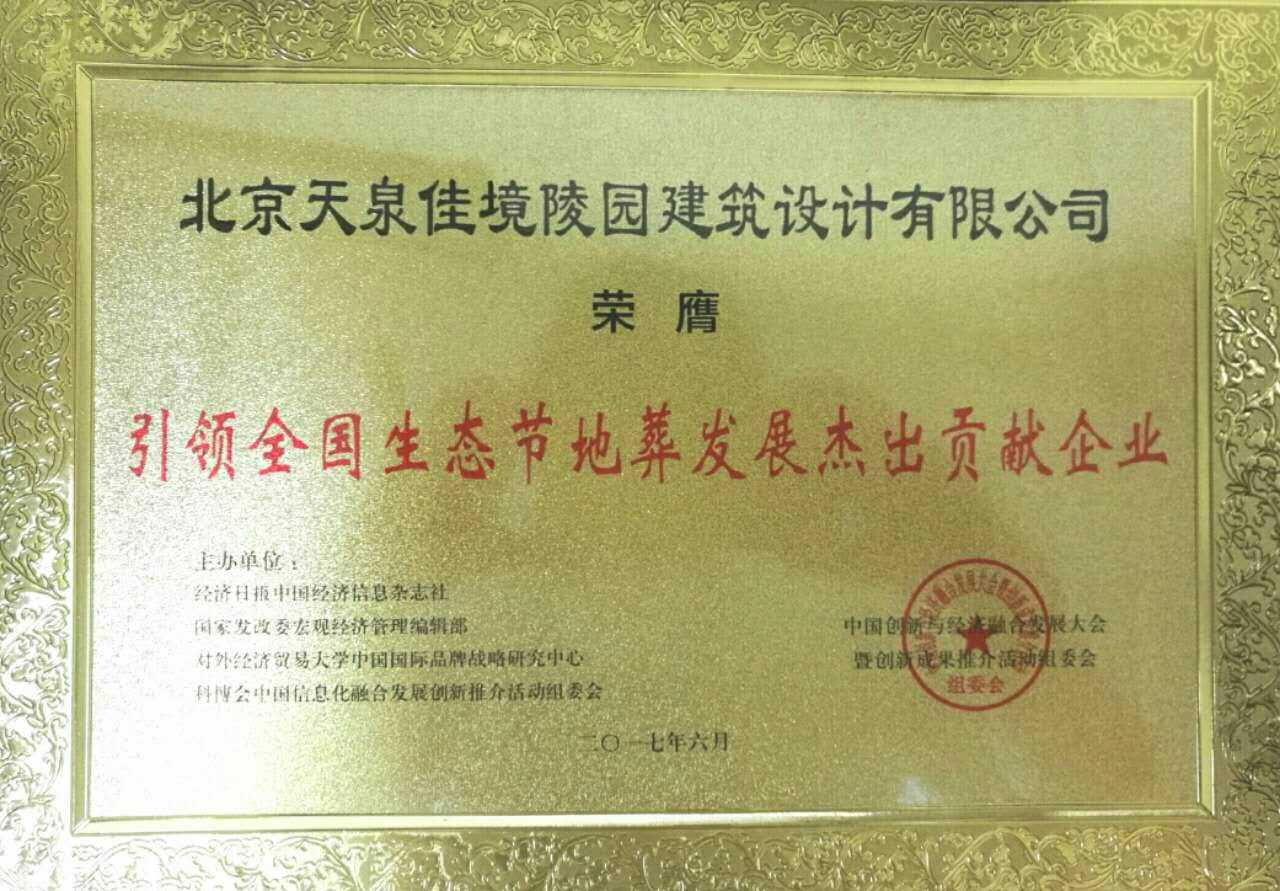 北京天泉佳境陵园建筑设计有限公司
荣膺
引领全国生态节地葬发展杰出贡献企业
主办单位：
经济日报中国经济信息杂志社
国家发改委宏观经济管理编辑部
对外经济贸易大学中国国际品牌战略研究中心
科博会中国信息化融合发展创新推介活动组委会
中国创新与经济融合发展大会
暨创新成果推介活动组委会
组委会
二〇一七年六月